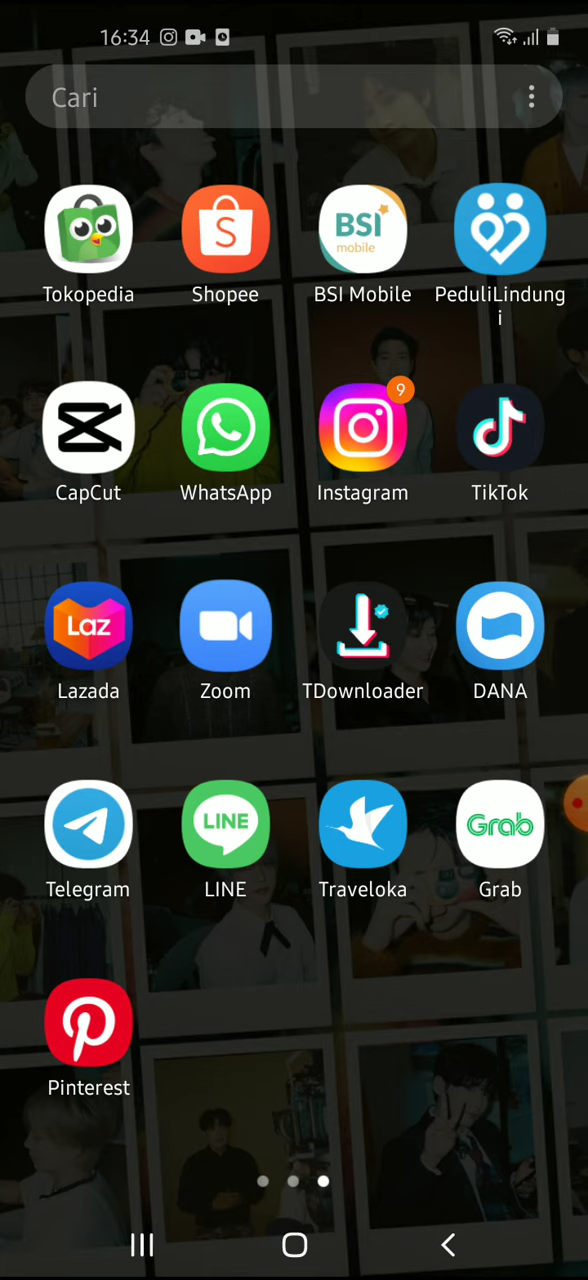 16:34
Cari
S
BSI
mobile
Tokopedia
Shopee
BSI Mobile
PeduliLindung
i
9
CapCut
WhatsApp
Instagram
TikTok
Laz
Lazada
Zoom
TDownloader
DANA
LINE
Grab
Telegram
LINE
Traveloka
Grab
Pinterest